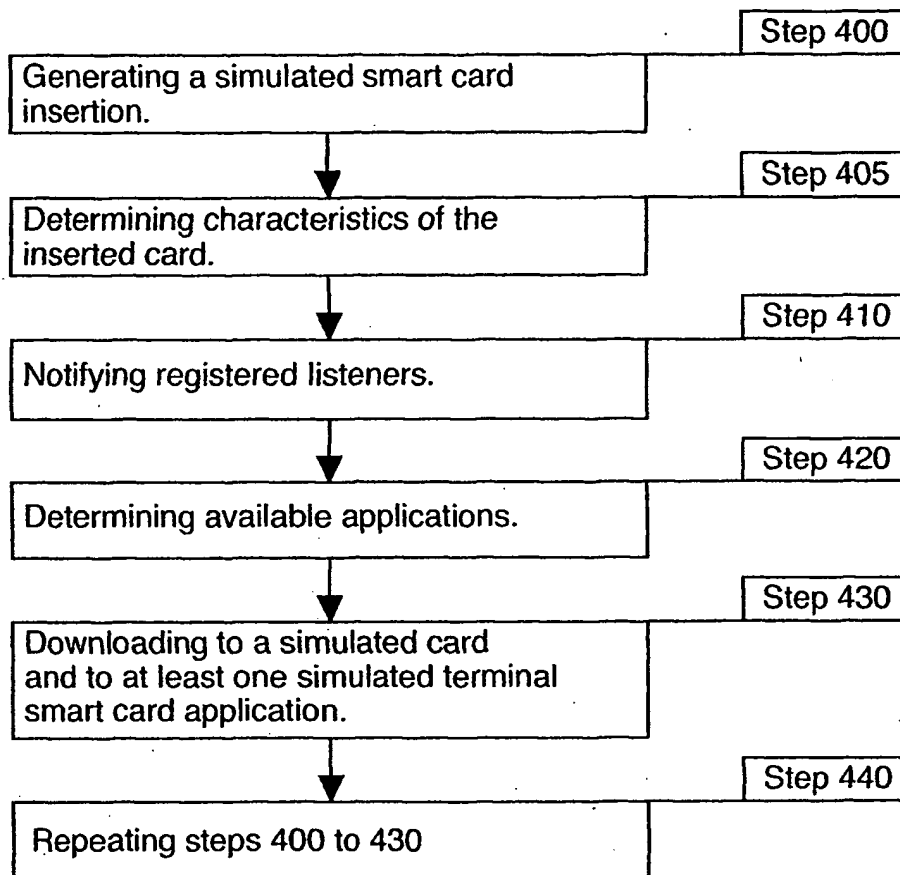 Step 400
Generating a simulated smart card
insertion.
Step 405
Determining characteristics of the
inserted card.
Step 410
Notifying registered listeners.
Step 420
Determining available applications.
Step 430
Downloading to a simulated card
and to at least one simulated terminal
smart card application.
Step 440
Repeating steps 400 to 430